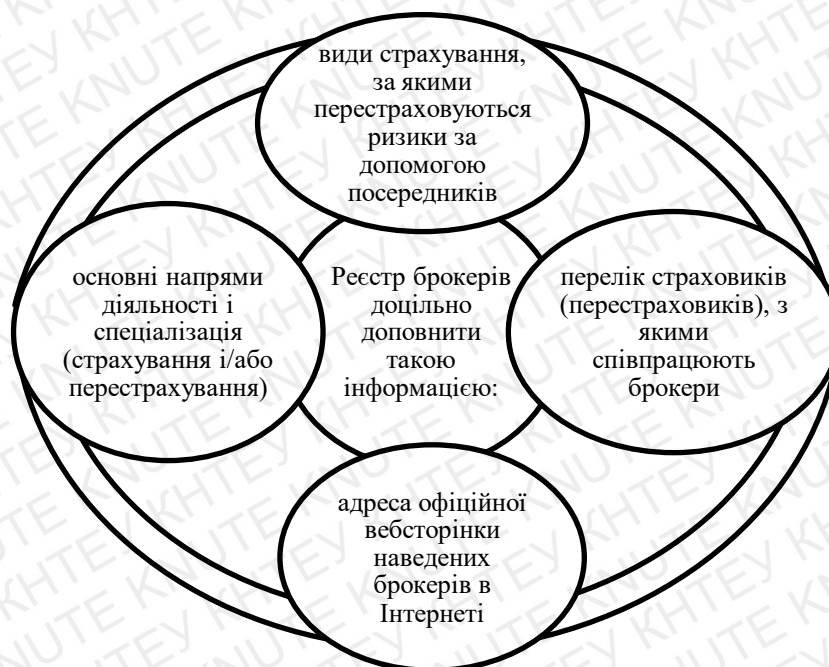 види страхування,
за якими
перестраховуються
ризики за
допомогою
посередників
основні напрями
діяльності і
спеціалізація
(страхування і/або
перестрахування)
Реєстр брокерів
доцільно
доповнити
такою
інформацією:
перелік страховиків
(перестраховиків), з
якими
співпрацюють
брокери
адреса офіційної
вебсторінки
наведених
брокерів в
Інтернеті